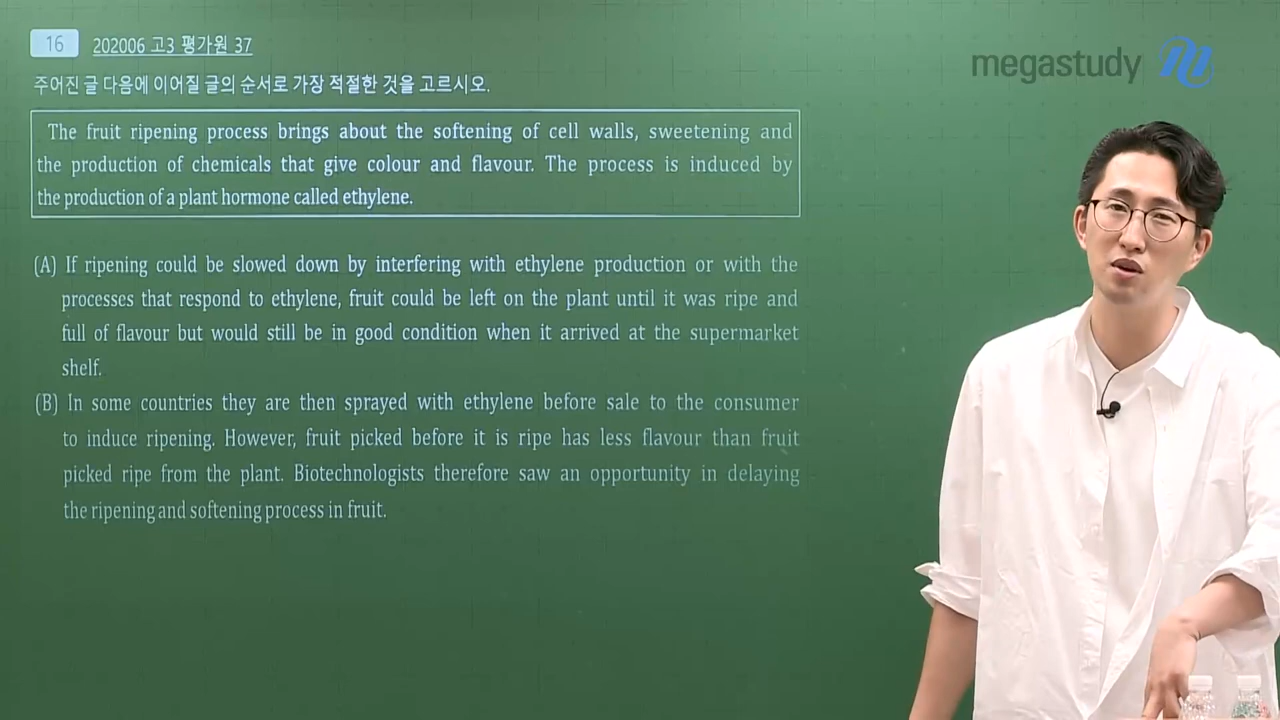 16 202006 고3 평가원 37
megastudy
주어진 글 다음에 이어질 글의 순서로 가장 적절한 것을 고르시오.
The fruit ripening process brings about the softening of cell walls, sweetening and
the production of chemicals that give colour and flavour. The process is induced by
the production of a plant hormone called ethylene.
(A) If ripening could be slowed down by interfering with ethylene production or with the
processes that respond to ethylene, fruit could be left on the plant until it was ripe and
full of flavour but would still be in good condition when it arrived at the supermarket
shelf.
(B) In some countries they are then sprayed with ethylene before sale to the consumer
to induce ripening. However, fruit picked before it is ripe has less flavour than fruit
picked ripe from the plant. Biotechnologists therefore saw an opportunity in delaying
the ripening and softening process in fruit.